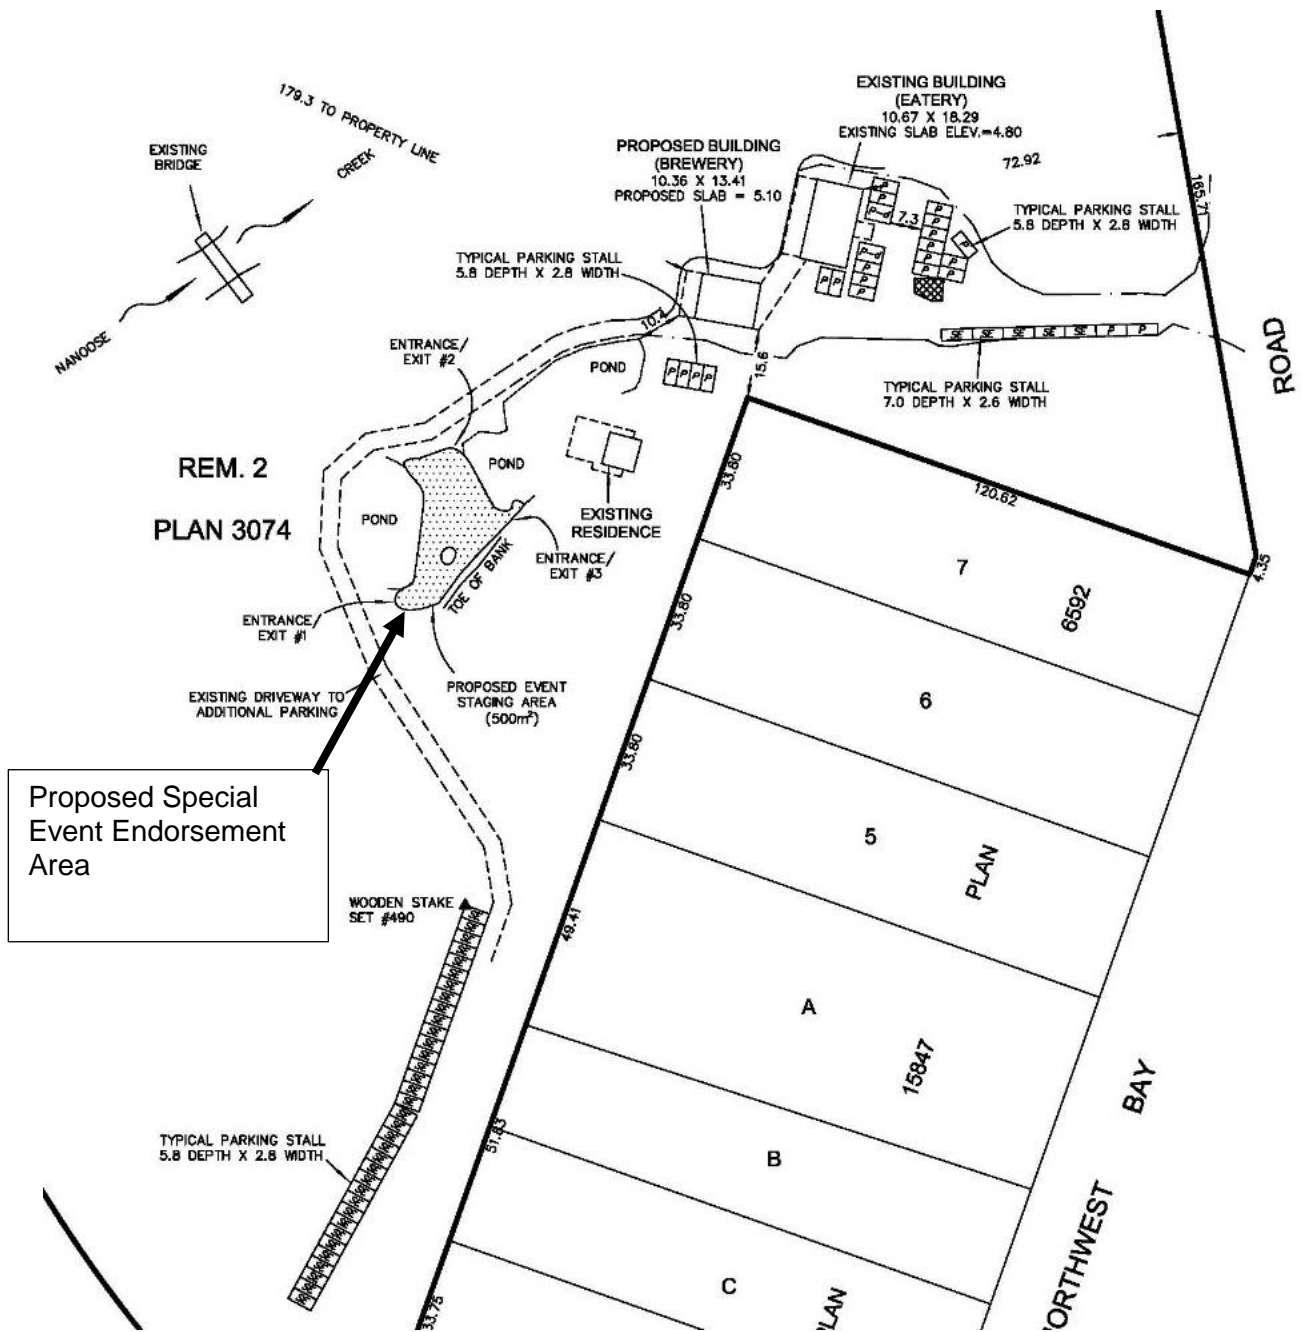 179.3 TO PROPERTY LINE
CREEK
EXISTING
BRIDGE
NANOOSE
EXISTING BUILDING
(EATERY)
10.67 X 18.29
EXISTING SLAB ELEV.=4.80
72.92
165.71
PROPOSED BUILDING
(BREWERY)
10.36 X 13.41
PROPOSED SLAB = 5.10
TYPICAL PARKING STALL
5.8 DEPTH X 2.8 WIDTH
P
P
P
7.3
P
P
P
P
P
P
P
P
P
P
P
P
P
P P
TYPICAL PARKING STALL
5.8 DEPTH X 2.8 WIDTH
10.4
SE SE SE SE SE P P
ROAD
ENTRANCE/
EXIT #2
POND
P P P P
15.6
TYPICAL PARKING STALL
7.0 DEPTH X 2.6 WIDTH
REM. 2
PLAN 3074
POND
POND
EXISTING
RESIDENCE
33.80
120.62
4.35
TOE OF BANK
ENTRANCE/
EXIT #3
7
6592
33.80
ENTRANCE/
EXIT #1
EXISTING DRIVEWAY TO
ADDITIONAL PARKING
PROPOSED EVENT
STAGING AREA
(500m²)
6
33.80
Proposed Special
Event Endorsement
Area
5
PLAN
WOODEN STAKE
SET #490
49.41
A
15847
BAY
TYPICAL PARKING STALL
5.8 DEPTH X 2.8 WIDTH
51.83
B
C
33.75
PLAN
ORTHWEST